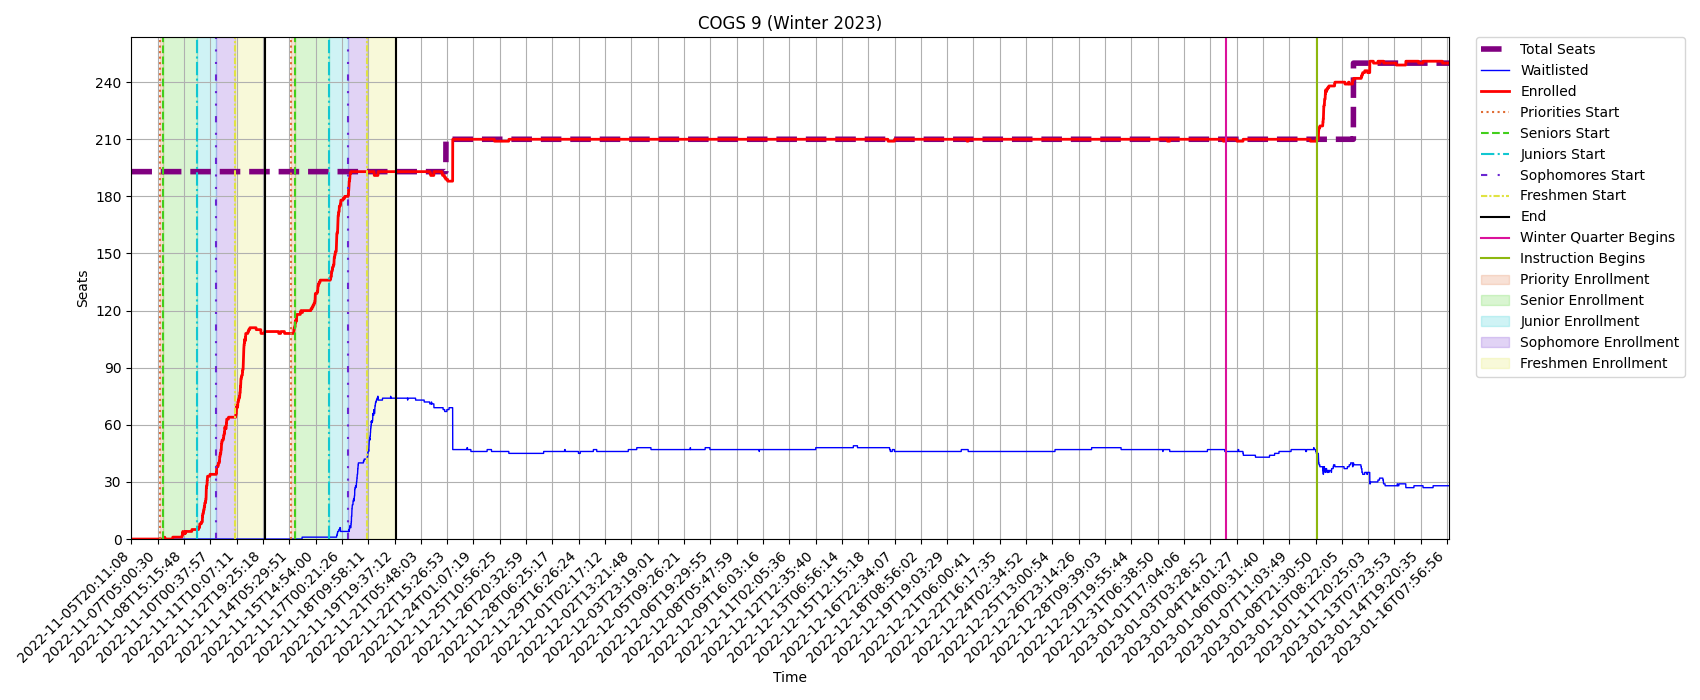 COGS 9 (Winter 2023)
Seats
240
210
180
150
120
90
60
30
0
2022-11-05T20:11:08
2022-11-07T05:00:30
2022-11-08T15:15:48
2022-11-10T00:37:57
2022-11-11T10:07:11
2022-11-12T19:25:18
2022-11-14T05:29:51
2022-11-15T14:54:00
2022-11-17T00:21:26
2022-11-18T09:58:11
2022-11-19T19:37:12
2022-11-21T05:48:03
2022-11-22T15:26:53
2022-11-24T01:07:19
2022-11-25T10:56:25
2022-11-26T20:32:59
2022-11-28T06:25:17
2022-11-29T16:26:24
2022-12-01T02:17:12
2022-12-02T13:21:48
2022-12-03T23:19:01
2022-12-05T09:26:21
2022-12-06T19:29:55
2022-12-08T05:47:59
2022-12-09T16:03:16
2022-12-11T02:05:36
2022-12-12T12:35:40
2022-12-13T06:56:14
2022-12-15T12:15:18
2022-12-16T22:34:07
2022-12-18T08:56:02
2022-12-19T19:03:29
2022-12-21T06:00:41
2022-12-22T16:17:35
2022-12-24T02:34:52
2022-12-25T13:00:54
2022-12-26T23:14:26
2022-12-28T09:39:03
2022-12-29T19:55:44
2022-12-31T06:38:50
2023-01-01T17:04:06
2023-01-03T03:28:52
2023-01-04T14:01:27
2023-01-06T00:31:40
2023-01-07T11:03:49
2023-01-08T21:30:50
2023-01-10T08:22:05
2023-01-11T20:25:03
2023-01-13T07:23:53
2023-01-14T19:20:35
2023-01-16T07:56:56
Time
Total Seats
Waitlisted
Enrolled
Priorities Start
Seniors Start
Juniors Start
Sophomores Start
Freshmen Start
End
Winter Quarter Begins
Instruction Begins
Priority Enrollment
Senior Enrollment
Junior Enrollment
Sophomore Enrollment
Freshmen Enrollment